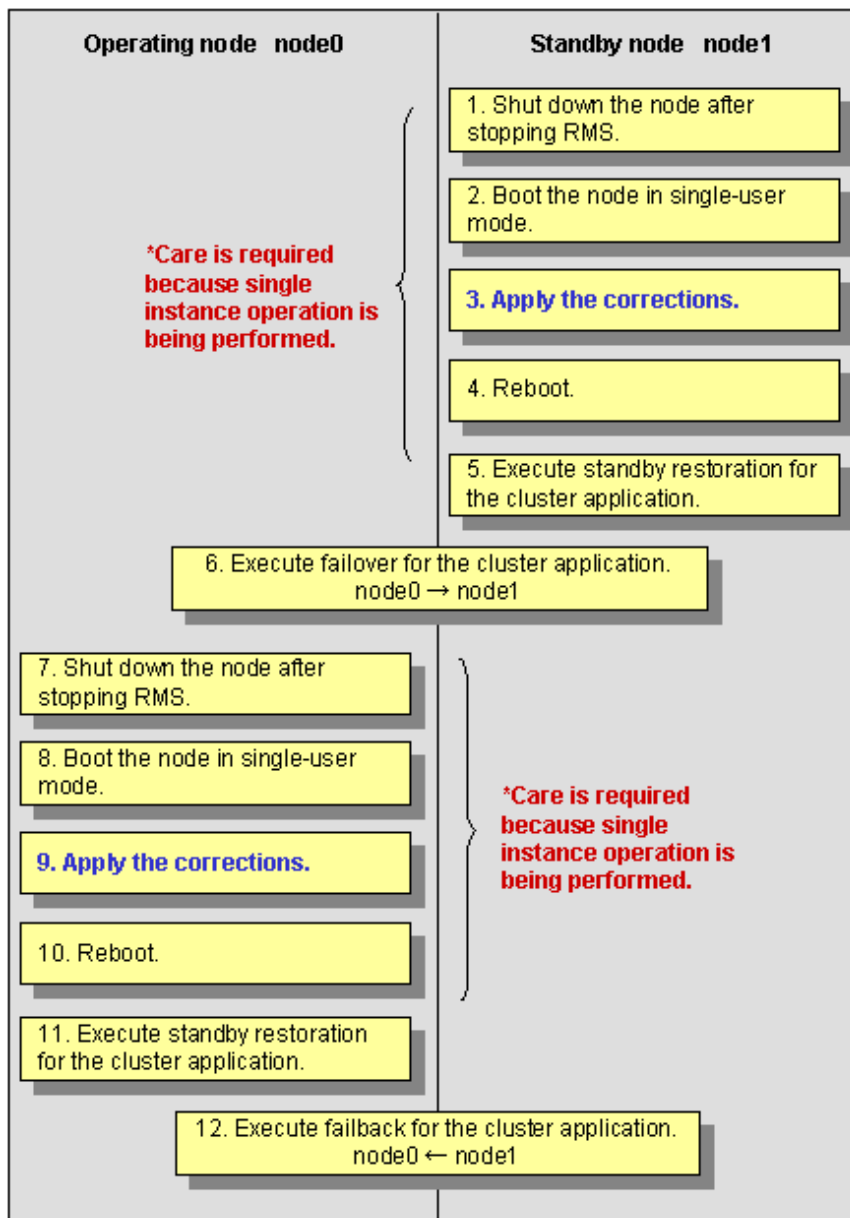 Operating node node0
Standby node node1
1. Shut down the node after
stopping RMS.
2. Boot the node in single-user
mode.
*Care is required
because single
instance operation is
being performed.
3. Apply the corrections.
4. Reboot.
5. Execute standby restoration for
the cluster application.
6. Execute failover for the cluster application.
node0 → node1
7. Shut down the node after
stopping RMS.
8. Boot the node in single-user
mode.
*Care is required
because single
instance operation is
being performed.
9. Apply the corrections.
10. Reboot.
11. Execute standby restoration
for the cluster application.
12. Execute failback for the cluster application.
node0 ← node1